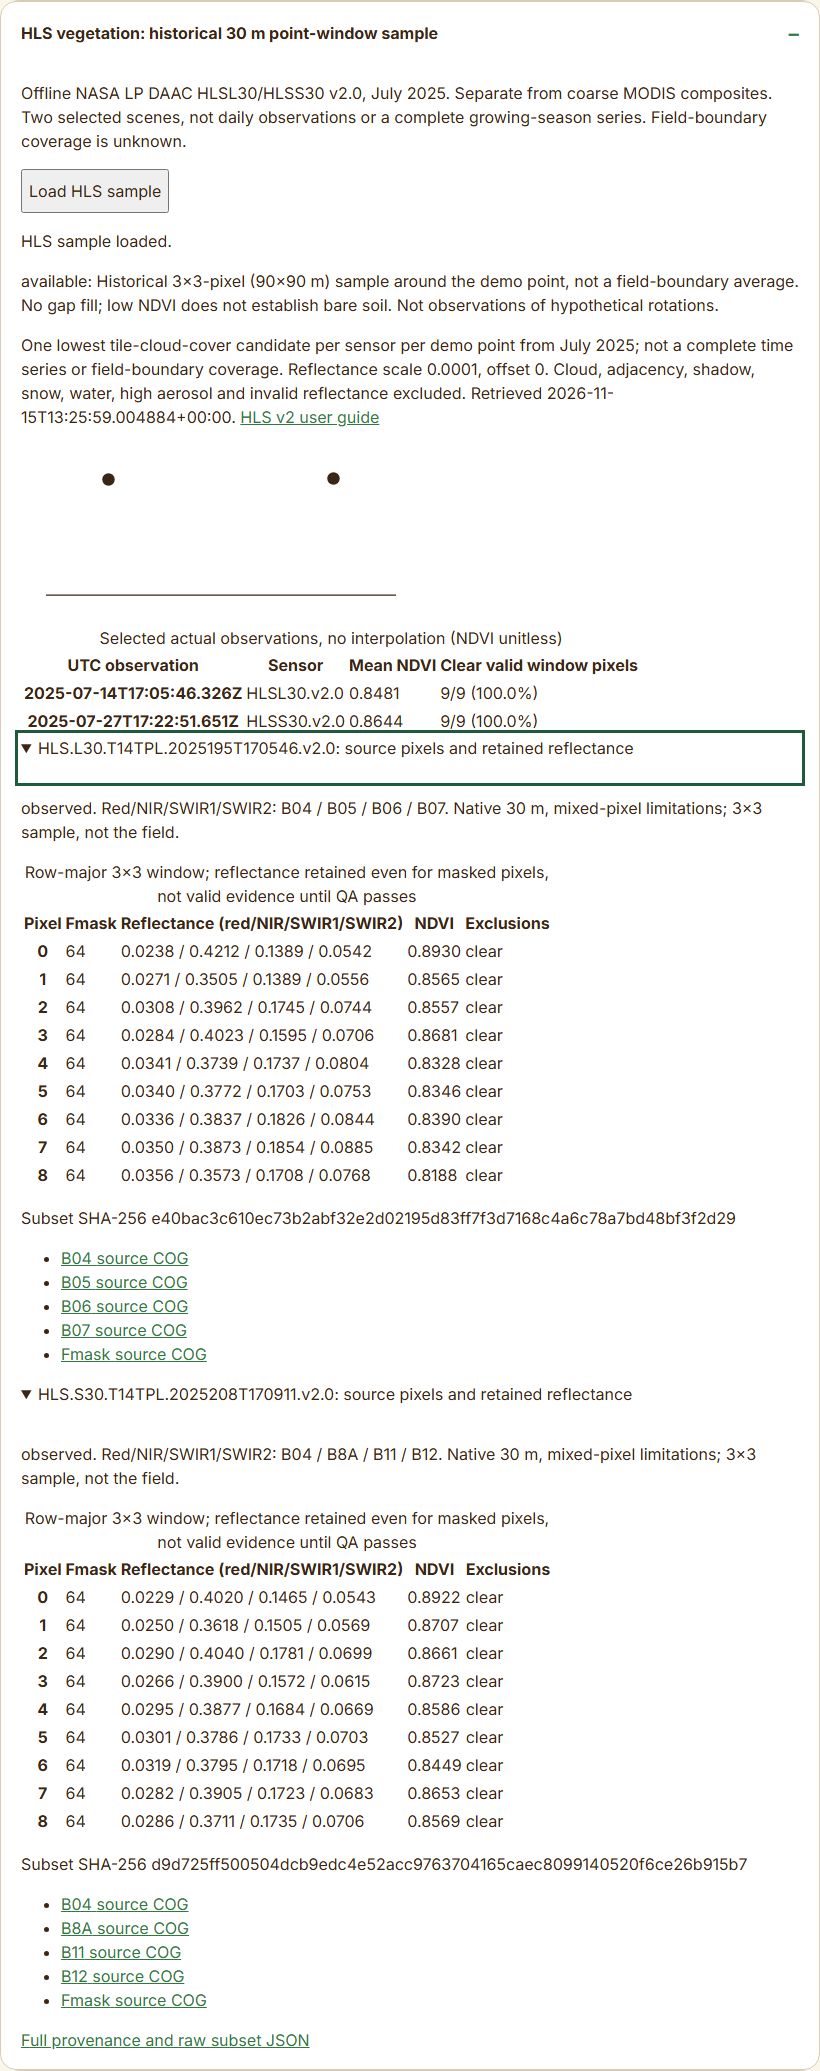 HLS vegetation: historical 30 m point-window sample
Offline NASA LP DAAC HLSL30/HLSS30 v2.0, July 2025. Separate from coarse MODIS composites.
Two selected scenes, not daily observations or a complete growing-season series. Field-boundary
coverage is unknown.
Load HLS sample
HLS sample loaded.
available: Historical 3×3-pixel (90×90 m) sample around the demo point, not a field-boundary average.
No gap fill; low NDVI does not establish bare soil. Not observations of hypothetical rotations.
One lowest tile-cloud-cover candidate per sensor per demo point from July 2025; not a complete time
series or field-boundary coverage. Reflectance scale 0.0001, offset 0. Cloud, adjacency, shadow,
snow, water, high aerosol and invalid reflectance excluded. Retrieved 2026-11-
15T13:25:59.004884+00:00. HLS v2 user guide
Selected actual observations, no interpolation (NDVI unitless)
UTC observation Sensor Mean NDVI Clear valid window pixels
2025-07-14T17:05:46.326Z HLSL30.v2.0 0.8481 9/9 (100.0%)
2025-07-27T17:22:51.651Z HLSS30.v2.0 0.8644 9/9 (100.0%)
▼ HLS.L30.T14TPL.2025195T170546.v2.0: source pixels and retained reflectance
observed. Red/NIR/SWIR1/SWIR2: B04 / B05 / B06 / B07. Native 30 m, mixed-pixel limitations; 3×3
sample, not the field.
Row-major 3×3 window; reflectance retained even for masked pixels,
not valid evidence until QA passes
Pixel Fmask Reflectance (red/NIR/SWIR1/SWIR2) NDVI Exclusions
0 64 0.0238 / 0.4212 / 0.1389 / 0.0542 0.8930 clear
1 64 0.0271 / 0.3505 / 0.1389 / 0.0556 0.8565 clear
2 64 0.0308 / 0.3962 / 0.1745 / 0.0744 0.8557 clear
3 64 0.0284 / 0.4023 / 0.1595 / 0.0706 0.8681 clear
4 64 0.0341 / 0.3739 / 0.1737 / 0.0804 0.8328 clear
5 64 0.0340 / 0.3772 / 0.1703 / 0.0753 0.8346 clear
6 64 0.0336 / 0.3837 / 0.1826 / 0.0844 0.8390 clear
7 64 0.0350 / 0.3873 / 0.1854 / 0.0885 0.8342 clear
8 64 0.0356 / 0.3573 / 0.1708 / 0.0768 0.8188 clear
Subset SHA-256 e40bac3c610ec73b2abf32e2d02195d83ff7f3d7168c4a6c78a7bd48bf3f2d29
• B04 source COG
• B05 source COG
• B06 source COG
• B07 source COG
• Fmask source COG
▼ HLS.S30.T14TPL.2025208T170911.v2.0: source pixels and retained reflectance
observed. Red/NIR/SWIR1/SWIR2: B04 / B8A / B11 / B12. Native 30 m, mixed-pixel limitations; 3×3
sample, not the field.
Row-major 3×3 window; reflectance retained even for masked pixels,
not valid evidence until QA passes
Pixel Fmask Reflectance (red/NIR/SWIR1/SWIR2) NDVI Exclusions
0 64 0.0229 / 0.4020 / 0.1465 / 0.0543 0.8922 clear
1 64 0.0250 / 0.3618 / 0.1505 / 0.0569 0.8707 clear
2 64 0.0290 / 0.4040 / 0.1781 / 0.0699 0.8661 clear
3 64 0.0266 / 0.3900 / 0.1572 / 0.0615 0.8723 clear
4 64 0.0295 / 0.3877 / 0.1684 / 0.0669 0.8586 clear
5 64 0.0301 / 0.3786 / 0.1733 / 0.0703 0.8527 clear
6 64 0.0319 / 0.3795 / 0.1718 / 0.0695 0.8449 clear
7 64 0.0282 / 0.3905 / 0.1723 / 0.0683 0.8653 clear
8 64 0.0286 / 0.3711 / 0.1735 / 0.0706 0.8569 clear
Subset SHA-256 d9d725ff500504dcb9edc4e52acc9763704165caec8099140520f6ce26b915b7
• B04 source COG
• B8A source COG
• B11 source COG
• B12 source COG
• Fmask source COG
Full provenance and raw subset JSON